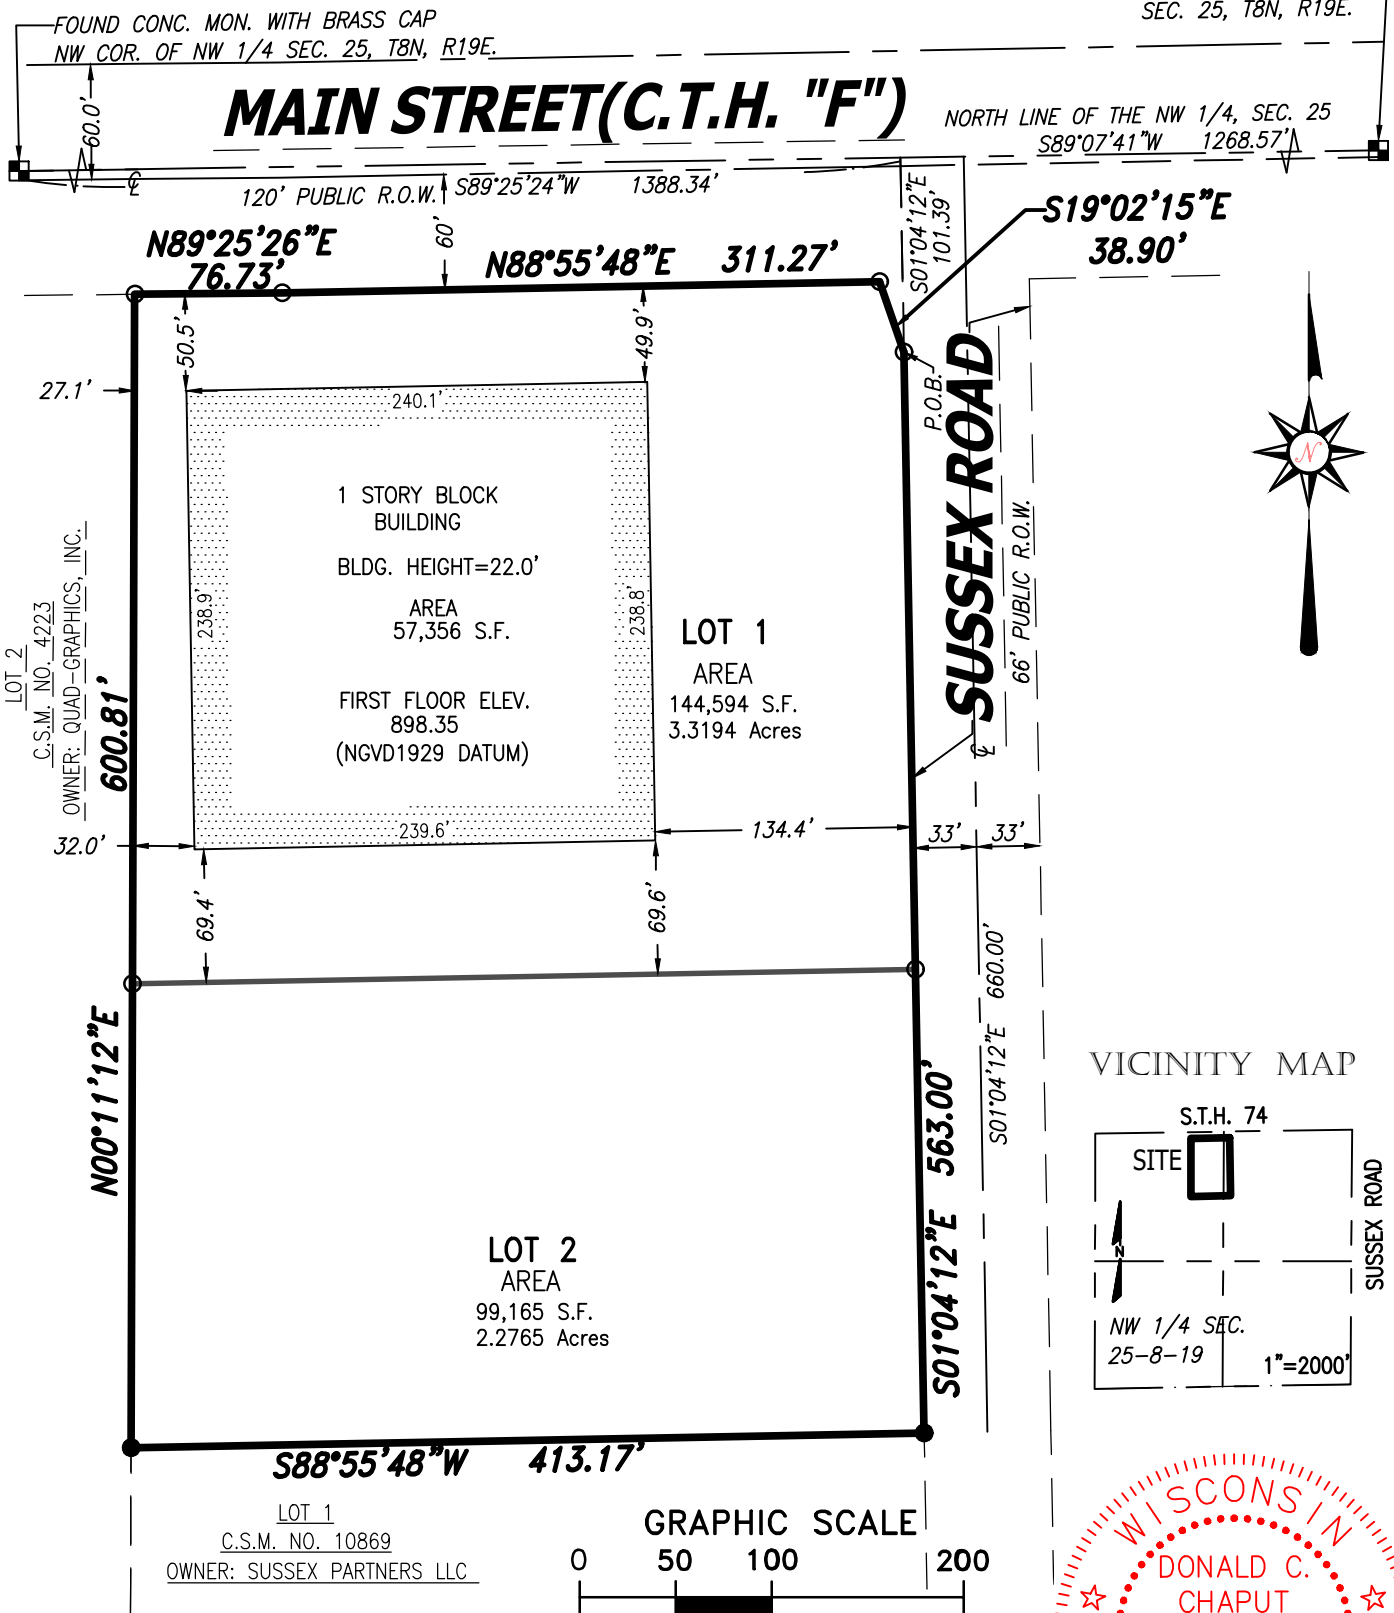 FOUND CONC. MON. WITH BRASS CAP
NW COR. OF NW 1/4 SEC. 25, T8N, R19E.
SEC. 25, T8N, R19E.
60.0'
MAIN STREET(C.T.H. "F")
NORTH LINE OF THE NW 1/4, SEC. 25
S89°07'41"W 1268.57'
120' PUBLIC R.O.W.
S89°25'24"W 1388.34'
60'
S01°04'12"E
101.39'
S19°02'15"E
38.90'
N89°25'26"E
76.73'
N88°55'48"E 311.27'
50.5'
49.9'
27.1'
240.1'
P.O.B.
SUSSEX ROAD
66' PUBLIC R.O.W.
N
1 STORY BLOCK
BUILDING
BLDG. HEIGHT=22.0'
AREA
57,356 S.F.
FIRST FLOOR ELEV.
898.35
(NGVD1929 DATUM)
238.9'
238.8'
239.6'
LOT 1
AREA
144,594 S.F.
3.3194 Acres
LOT 2
C.S.M. NO. 4223
OWNER: QUAD-GRAPHICS, INC.
600.81'
32.0'
134.4'
33' 33'
69.4'
69.6'
S01°04'12"E 660.00'
N00°11'12"E
S01°04'12"E 563.00'
LOT 2
AREA
99,165 S.F.
2.2765 Acres
S88°55'48"W 413.17'
LOT 1
C.S.M. NO. 10869
OWNER: SUSSEX PARTNERS LLC
VICINITY MAP
S.T.H. 74
SITE
N
SUSSEX ROAD
NW 1/4 SEC.
25-8-19
1"=2000'
GRAPHIC SCALE
0 50 100 200
WISCONSIN
DONALD C.
CHAPUT